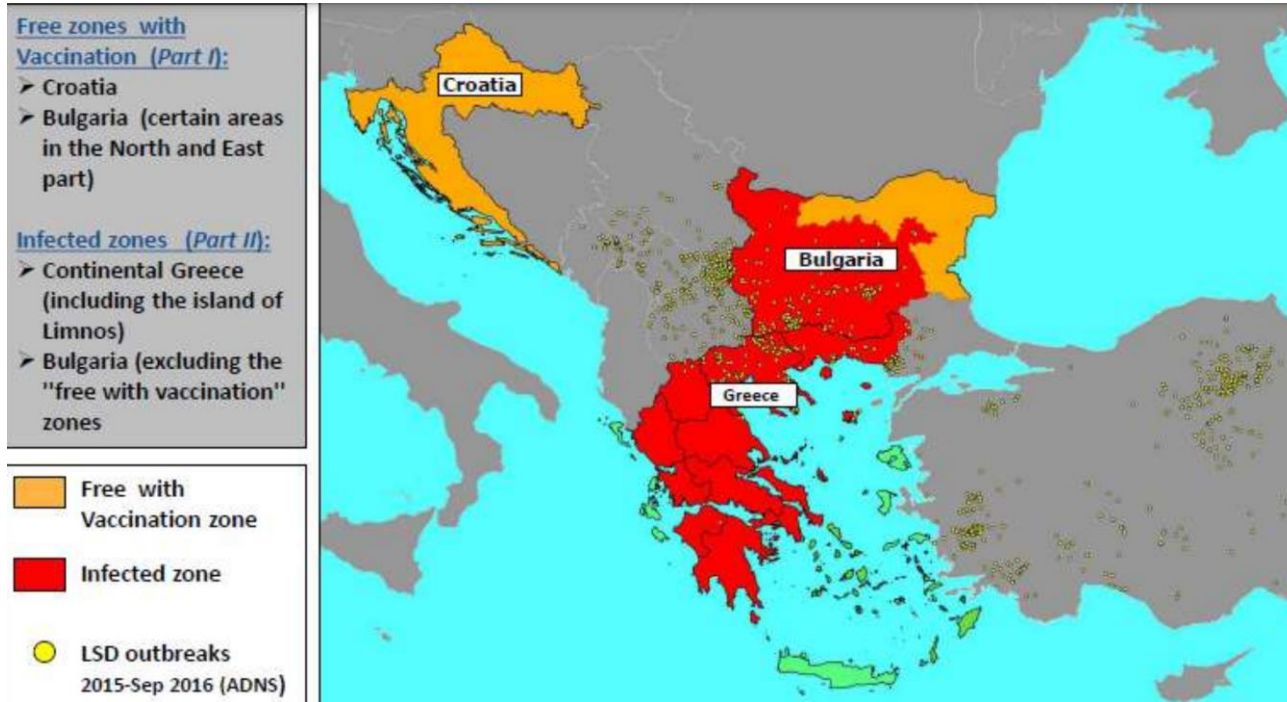 Free zones with
Vaccination (Part I):
➢ Croatia
➢ Bulgaria (certain areas
in the North and East
part)
Infected zones (Part II):
➢ Continental Greece
(including the island of
Limnos)
➢ Bulgaria (excluding the
"free with vaccination"
zones
Free with
Vaccination zone
Infected zone
LSD outbreaks
2015-Sep 2016 (ADNS)
Croatia
Bulgaria
Greece